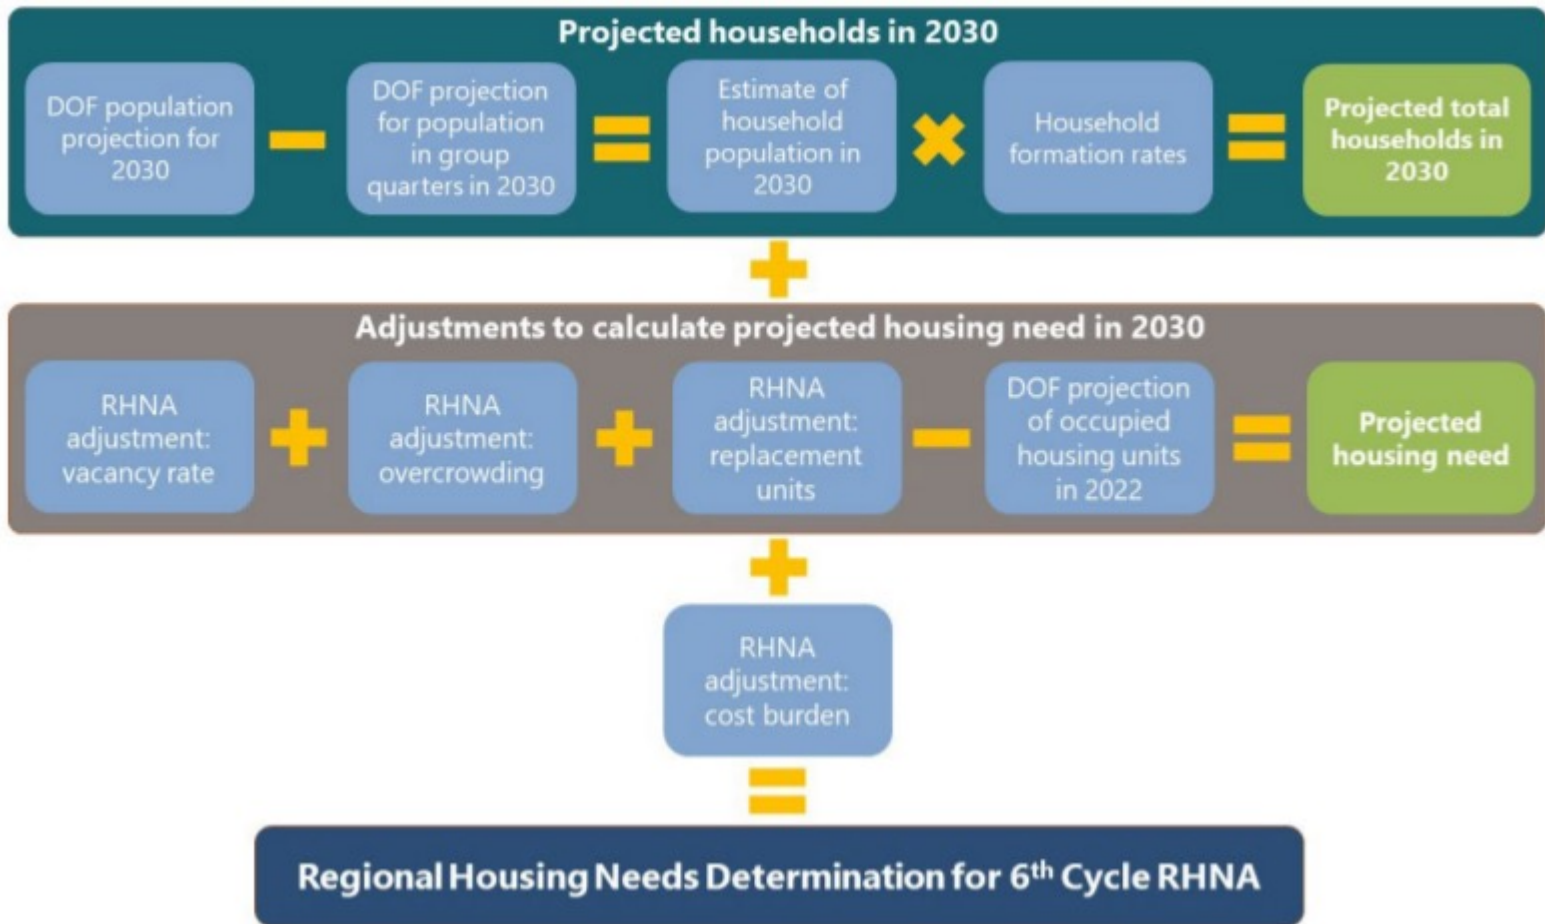 Projected households in 2030
DOF population
projection for
2030
DOF projection
for population
in group
quarters in 2030
Estimate of
household
population in
2030
Household
formation rates
Projected total
households in
2030
Adjustments to calculate projected housing need in 2030
RHNA
adjustment:
vacancy rate
RHNA
adjustment:
overcrowding
RHNA
adjustment:
replacement
units
DOF projection
of occupied
housing units
in 2022
Projected
housing need
RHNA
adjustment:
cost burden
Regional Housing Needs Determination for 6th Cycle RHNA